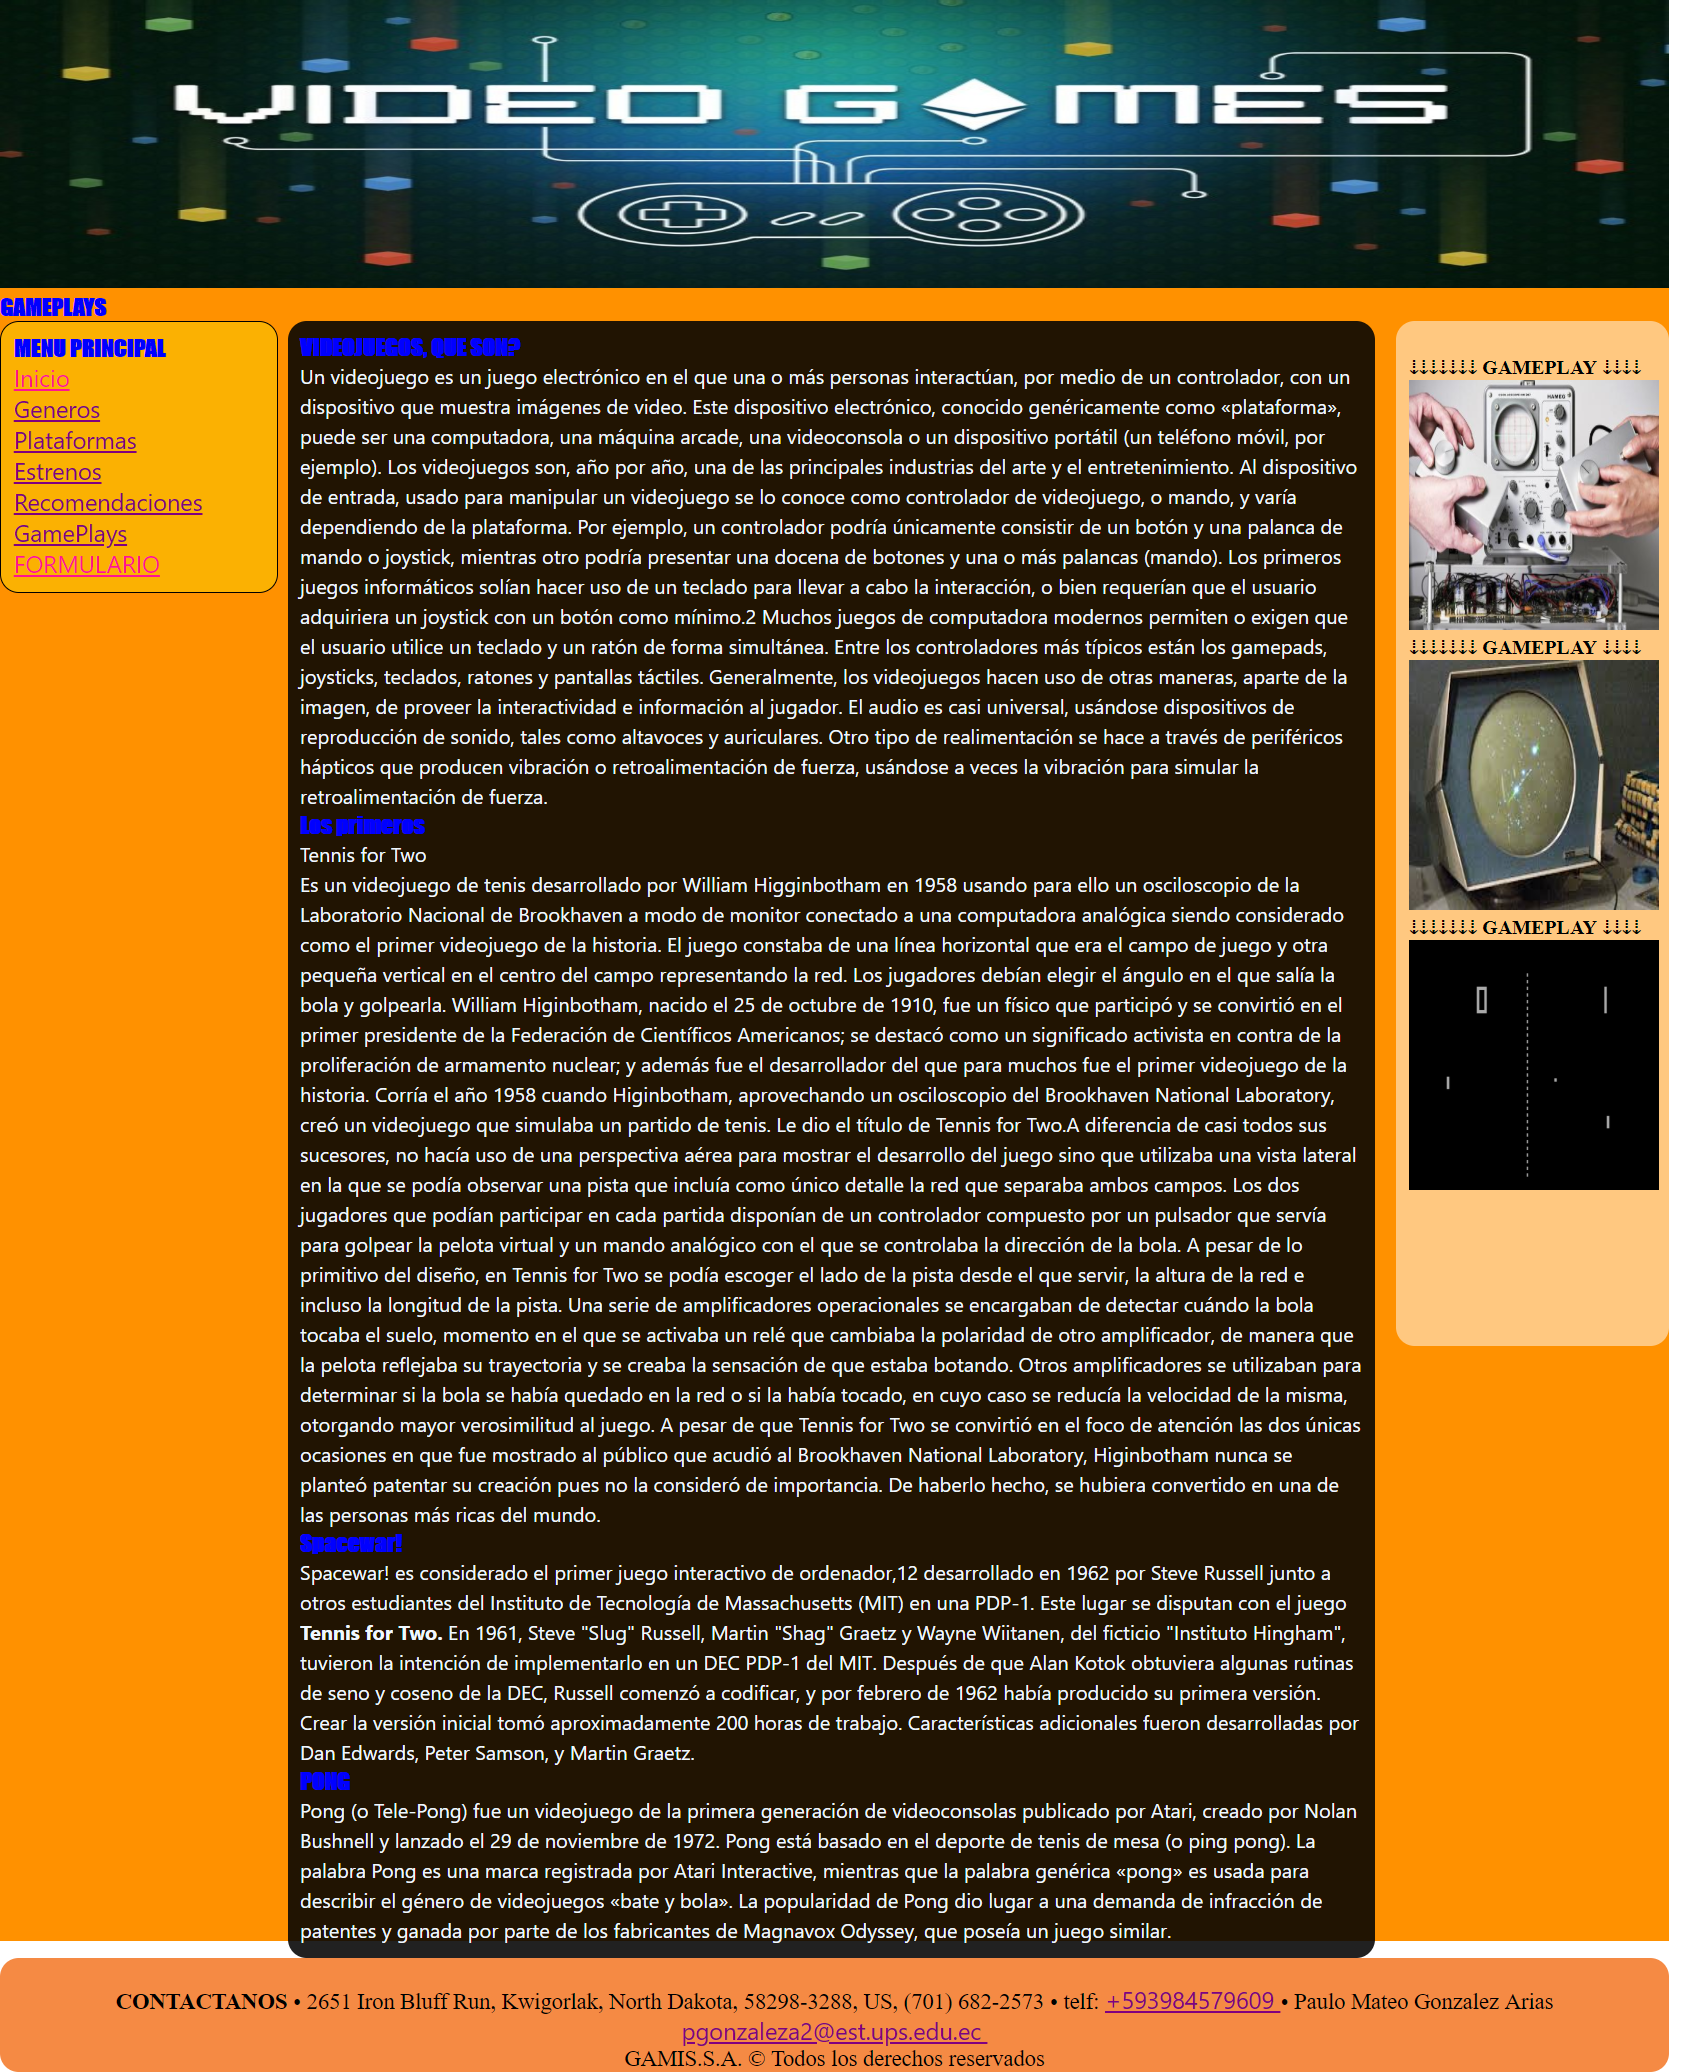 VIDEO GAMES
GAMEPLAYS
MENU PRINCIPAL
Inicio
Generos
Plataformas
Estrenos
Recomendaciones
GamePlays
FORMULARIO
VIDEOJUEGOS, QUE SON?
Un videojuego es un juego electrónico en el que una o más personas interactúan, por medio de un controlador, con un
dispositivo que muestra imágenes de video. Este dispositivo electrónico, conocido genéricamente como «plataforma»,
puede ser una computadora, una máquina arcade, una videoconsola o un dispositivo portátil (un teléfono móvil, por
ejemplo). Los videojuegos son, año por año, una de las principales industrias del arte y el entretenimiento. Al dispositivo
de entrada, usado para manipular un videojuego se lo conoce como controlador de videojuego, o mando, y varía
dependiendo de la plataforma. Por ejemplo, un controlador podría únicamente consistir de un botón y una palanca de
mando o joystick, mientras otro podría presentar una docena de botones y una o más palancas (mando). Los primeros
juegos informáticos solían hacer uso de un teclado para llevar a cabo la interacción, o bien requerían que el usuario
adquiriera un joystick con un botón como mínimo.2 Muchos juegos de computadora modernos permiten o exigen que
el usuario utilice un teclado y un ratón de forma simultánea. Entre los controladores más típicos están los gamepads,
joysticks, teclados, ratones y pantallas táctiles. Generalmente, los videojuegos hacen uso de otras maneras, aparte de la
imagen, de proveer la interactividad e información al jugador. El audio es casi universal, usándose dispositivos de
reproducción de sonido, tales como altavoces y auriculares. Otro tipo de realimentación se hace a través de periféricos
hápticos que producen vibración o retroalimentación de fuerza, usándose a veces la vibración para simular la
retroalimentación de fuerza.
Los primeros
Tennis for Two
Es un videojuego de tenis desarrollado por William Higginbotham en 1958 usando para ello un osciloscopio de la
Laboratorio Nacional de Brookhaven a modo de monitor conectado a una computadora analógica siendo considerado
como el primer videojuego de la historia. El juego constaba de una línea horizontal que era el campo de juego y otra
pequeña vertical en el centro del campo representando la red. Los jugadores debían elegir el ángulo en el que salía la
bola y golpearla. William Higinbotham, nacido el 25 de octubre de 1910, fue un físico que participó y se convirtió en el
primer presidente de la Federación de Científicos Americanos; se destacó como un significado activista en contra de la
proliferación de armamento nuclear; y además fue el desarrollador del que para muchos fue el primer videojuego de la
historia. Corría el año 1958 cuando Higinbotham, aprovechando un osciloscopio del Brookhaven National Laboratory,
creó un videojuego que simulaba un partido de tenis. Le dio el título de Tennis for Two.A diferencia de casi todos sus
sucesores, no hacía uso de una perspectiva aérea para mostrar el desarrollo del juego sino que utilizaba una vista lateral
en la que se podía observar una pista que incluía como único detalle la red que separaba ambos campos. Los dos
jugadores que podían participar en cada partida disponían de un controlador compuesto por un pulsador que servía
para golpear la pelota virtual y un mando analógico con el que se controlaba la dirección de la bola. A pesar de lo
primitivo del diseño, en Tennis for Two se podía escoger el lado de la pista desde el que servir, la altura de la red e
incluso la longitud de la pista. Una serie de amplificadores operacionales se encargaban de detectar cuándo la bola
tocaba el suelo, momento en el que se activaba un relé que cambiaba la polaridad de otro amplificador, de manera que
la pelota reflejaba su trayectoria y se creaba la sensación de que estaba botando. Otros amplificadores se utilizaban para
determinar si la bola se había quedado en la red o si la había tocado, en cuyo caso se reducía la velocidad de la misma,
otorgando mayor verosimilitud al juego. A pesar de que Tennis for Two se convirtió en el foco de atención las dos únicas
ocasiones en que fue mostrado al público que acudió al Brookhaven National Laboratory, Higinbotham nunca se
planteó patentar su creación pues no la consideró de importancia. De haberlo hecho, se hubiera convertido en una de
las personas más ricas del mundo.
Spacewar!
Spacewar! es considerado el primer juego interactivo de ordenador,12 desarrollado en 1962 por Steve Russell junto a
otros estudiantes del Instituto de Tecnología de Massachusetts (MIT) en una PDP-1. Este lugar se disputan con el juego
Tennis for Two. En 1961, Steve "Slug" Russell, Martin "Shag" Graetz y Wayne Wiitanen, del ficticio "Instituto Hingham",
tuvieron la intención de implementarlo en un DEC PDP-1 del MIT. Después de que Alan Kotok obtuviera algunas rutinas
de seno y coseno de la DEC, Russell comenzó a codificar, y por febrero de 1962 había producido su primera versión.
Crear la versión inicial tomó aproximadamente 200 horas de trabajo. Características adicionales fueron desarrolladas por
Dan Edwards, Peter Samson, y Martin Graetz.
PONG
Pong (o Tele-Pong) fue un videojuego de la primera generación de videoconsolas publicado por Atari, creado por Nolan
Bushnell y lanzado el 29 de noviembre de 1972. Pong está basado en el deporte de tenis de mesa (o ping pong). La
palabra Pong es una marca registrada por Atari Interactive, mientras que la palabra genérica «pong» es usada para
describir el género de videojuegos «bate y bola». La popularidad de Pong dio lugar a una demanda de infracción de
patentes y ganada por parte de los fabricantes de Magnavox Odyssey, que poseía un juego similar.
↓↓↓↓↓↓↓ GAMEPLAY ↓↓↓↓
HAMEG
↓↓↓↓↓↓↓ GAMEPLAY ↓↓↓↓
↓↓↓↓↓↓↓ GAMEPLAY ↓↓↓↓
CONTACTANOS • 2651 Iron Bluff Run, Kwigorlak, North Dakota, 58298-3288, US, (701) 682-2573 • telf: +593984579609 • Paulo Mateo Gonzalez Arias
pgonzaleza2@est.ups.edu.ec
GAMIS.S.A. © Todos los derechos reservados